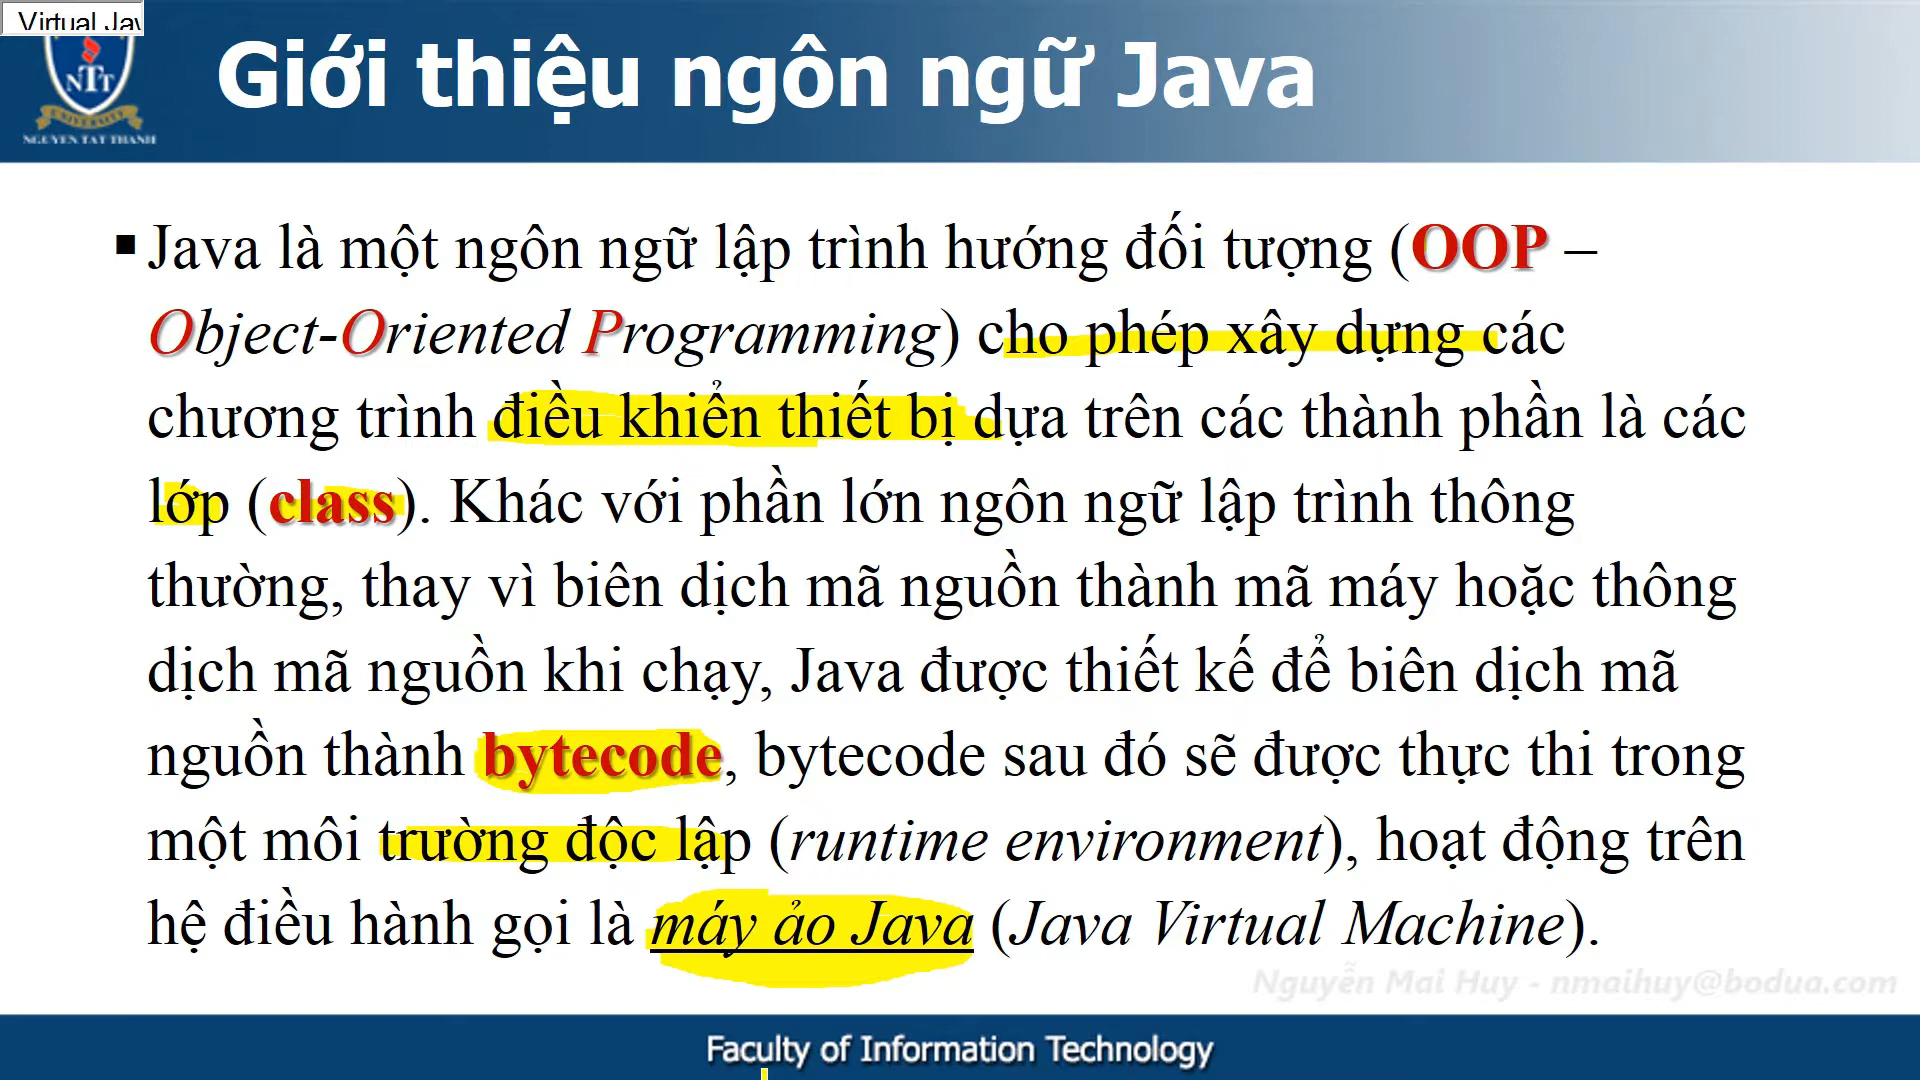 Virtual Jav
Giới thiệu ngôn ngữ Java
NTT
UNIVERSITY
NGUYEN TAT THANH
▪ Java là một ngôn ngữ lập trình hướng đối tượng (OOP –
Object-Oriented Programming) cho phép xây dựng các
chương trình điều khiển thiết bị dựa trên các thành phần là các
lớp (class). Khác với phần lớn ngôn ngữ lập trình thông
thường, thay vì biên dịch mã nguồn thành mã máy hoặc thông
dịch mã nguồn khi chạy, Java được thiết kế để biên dịch mã
nguồn thành bytecode, bytecode sau đó sẽ được thực thi trong
một môi trường độc lập (runtime environment), hoạt động trên
hệ điều hành gọi là máy ảo Java (Java Virtual Machine).
Nguyễn Mai Huy - nmaihuy@bodua.com
Faculty of Information Technology